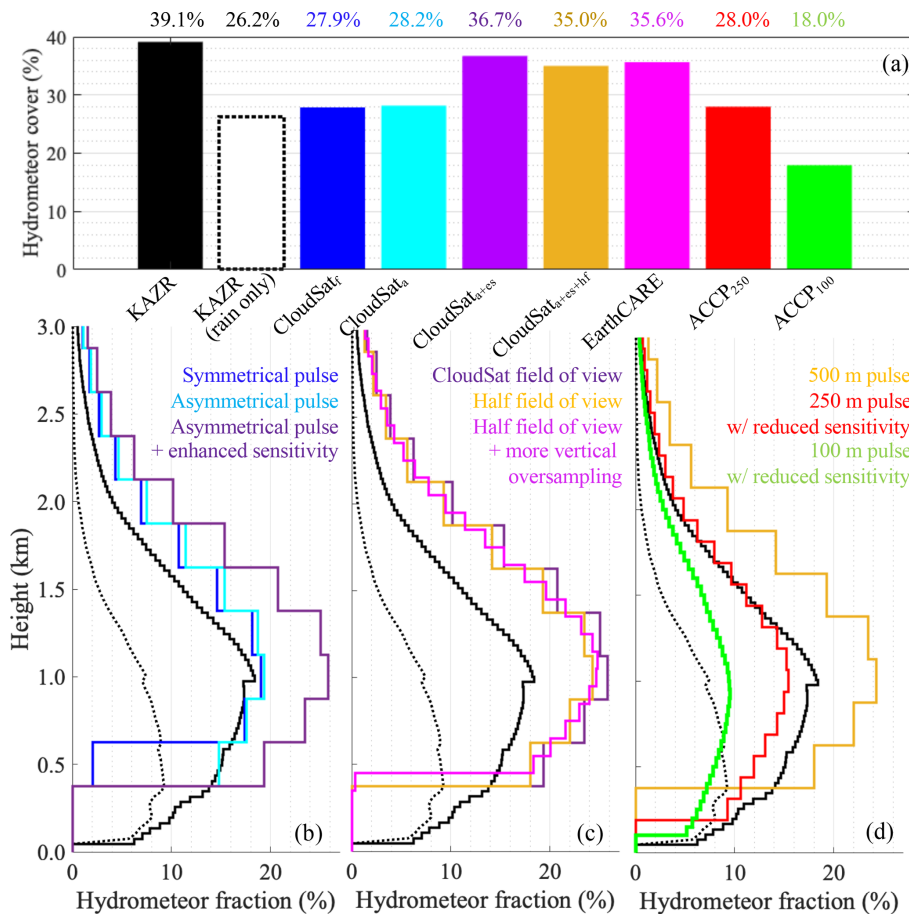 39.1% 26.2% 27.9% 28.2% 36.7% 35.0% 35.6% 28.0% 18.0%
40
30
20
10
0
Hydrometeor cover (%)
(a)
KAZR
KAZR
(rain only)
CloudSatf
CloudSata
CloudSata+es
CloudSata+es+hf
EarthCARE
ACCP250
ACCP100
3.0
2.5
2.0
1.5
1.0
0.5
0.0
Height (km)
Symmetrical pulse
Asymmetrical pulse
Asymmetrical pulse
+ enhanced sensitivity
(b)
0 10 20
Hydrometeor fraction (%)
CloudSat field of view
Half field of view
Half field of view
+ more vertical
oversampling
(c)
0 10 20
Hydrometeor fraction (%)
500 m pulse
250 m pulse
w/ reduced sensitivity
100 m pulse
w/ reduced sensitivity
(d)
0 10 20
Hydrometeor fraction (%)